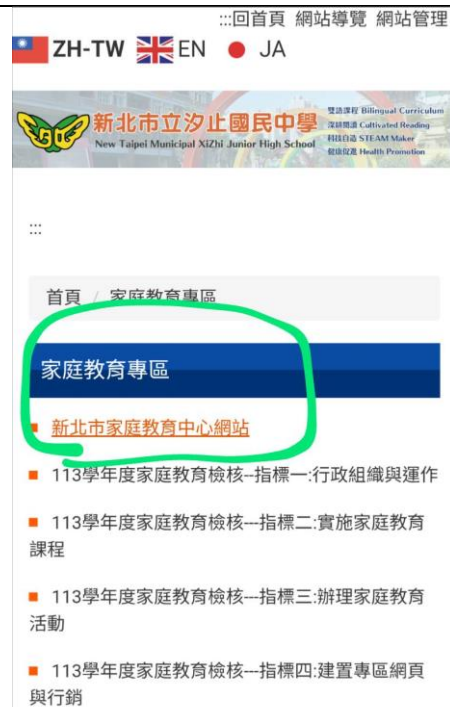 :::回首頁 網站導覽 網站管理
ZH-TW EN JA
新北市立汐止國民中學
New Taipei Municipal XiZhi Junior High School
雙語課程 Bilingual Curriculum
深耕閱讀 Cultivated Reading
科技自造 STEAM Maker
健康促進 Health Promotion
:::
首頁 / 家庭教育專區
家庭教育專區
新北市家庭教育中心網站
113學年度家庭教育檢核---指標一:行政組織與運作
113學年度家庭教育檢核---指標二:實施家庭教育
課程
113學年度家庭教育檢核---指標三:辦理家庭教育
活動
113學年度家庭教育檢核---指標四:建置專區網頁
與行銷